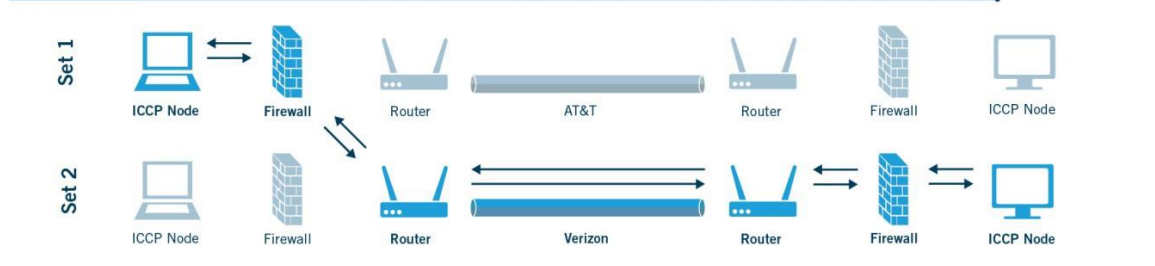 Set 1
ICCP Node Firewall Router AT&T Router Firewall ICCP Node
Set 2
ICCP Node Firewall Router Verizon Router Firewall ICCP Node